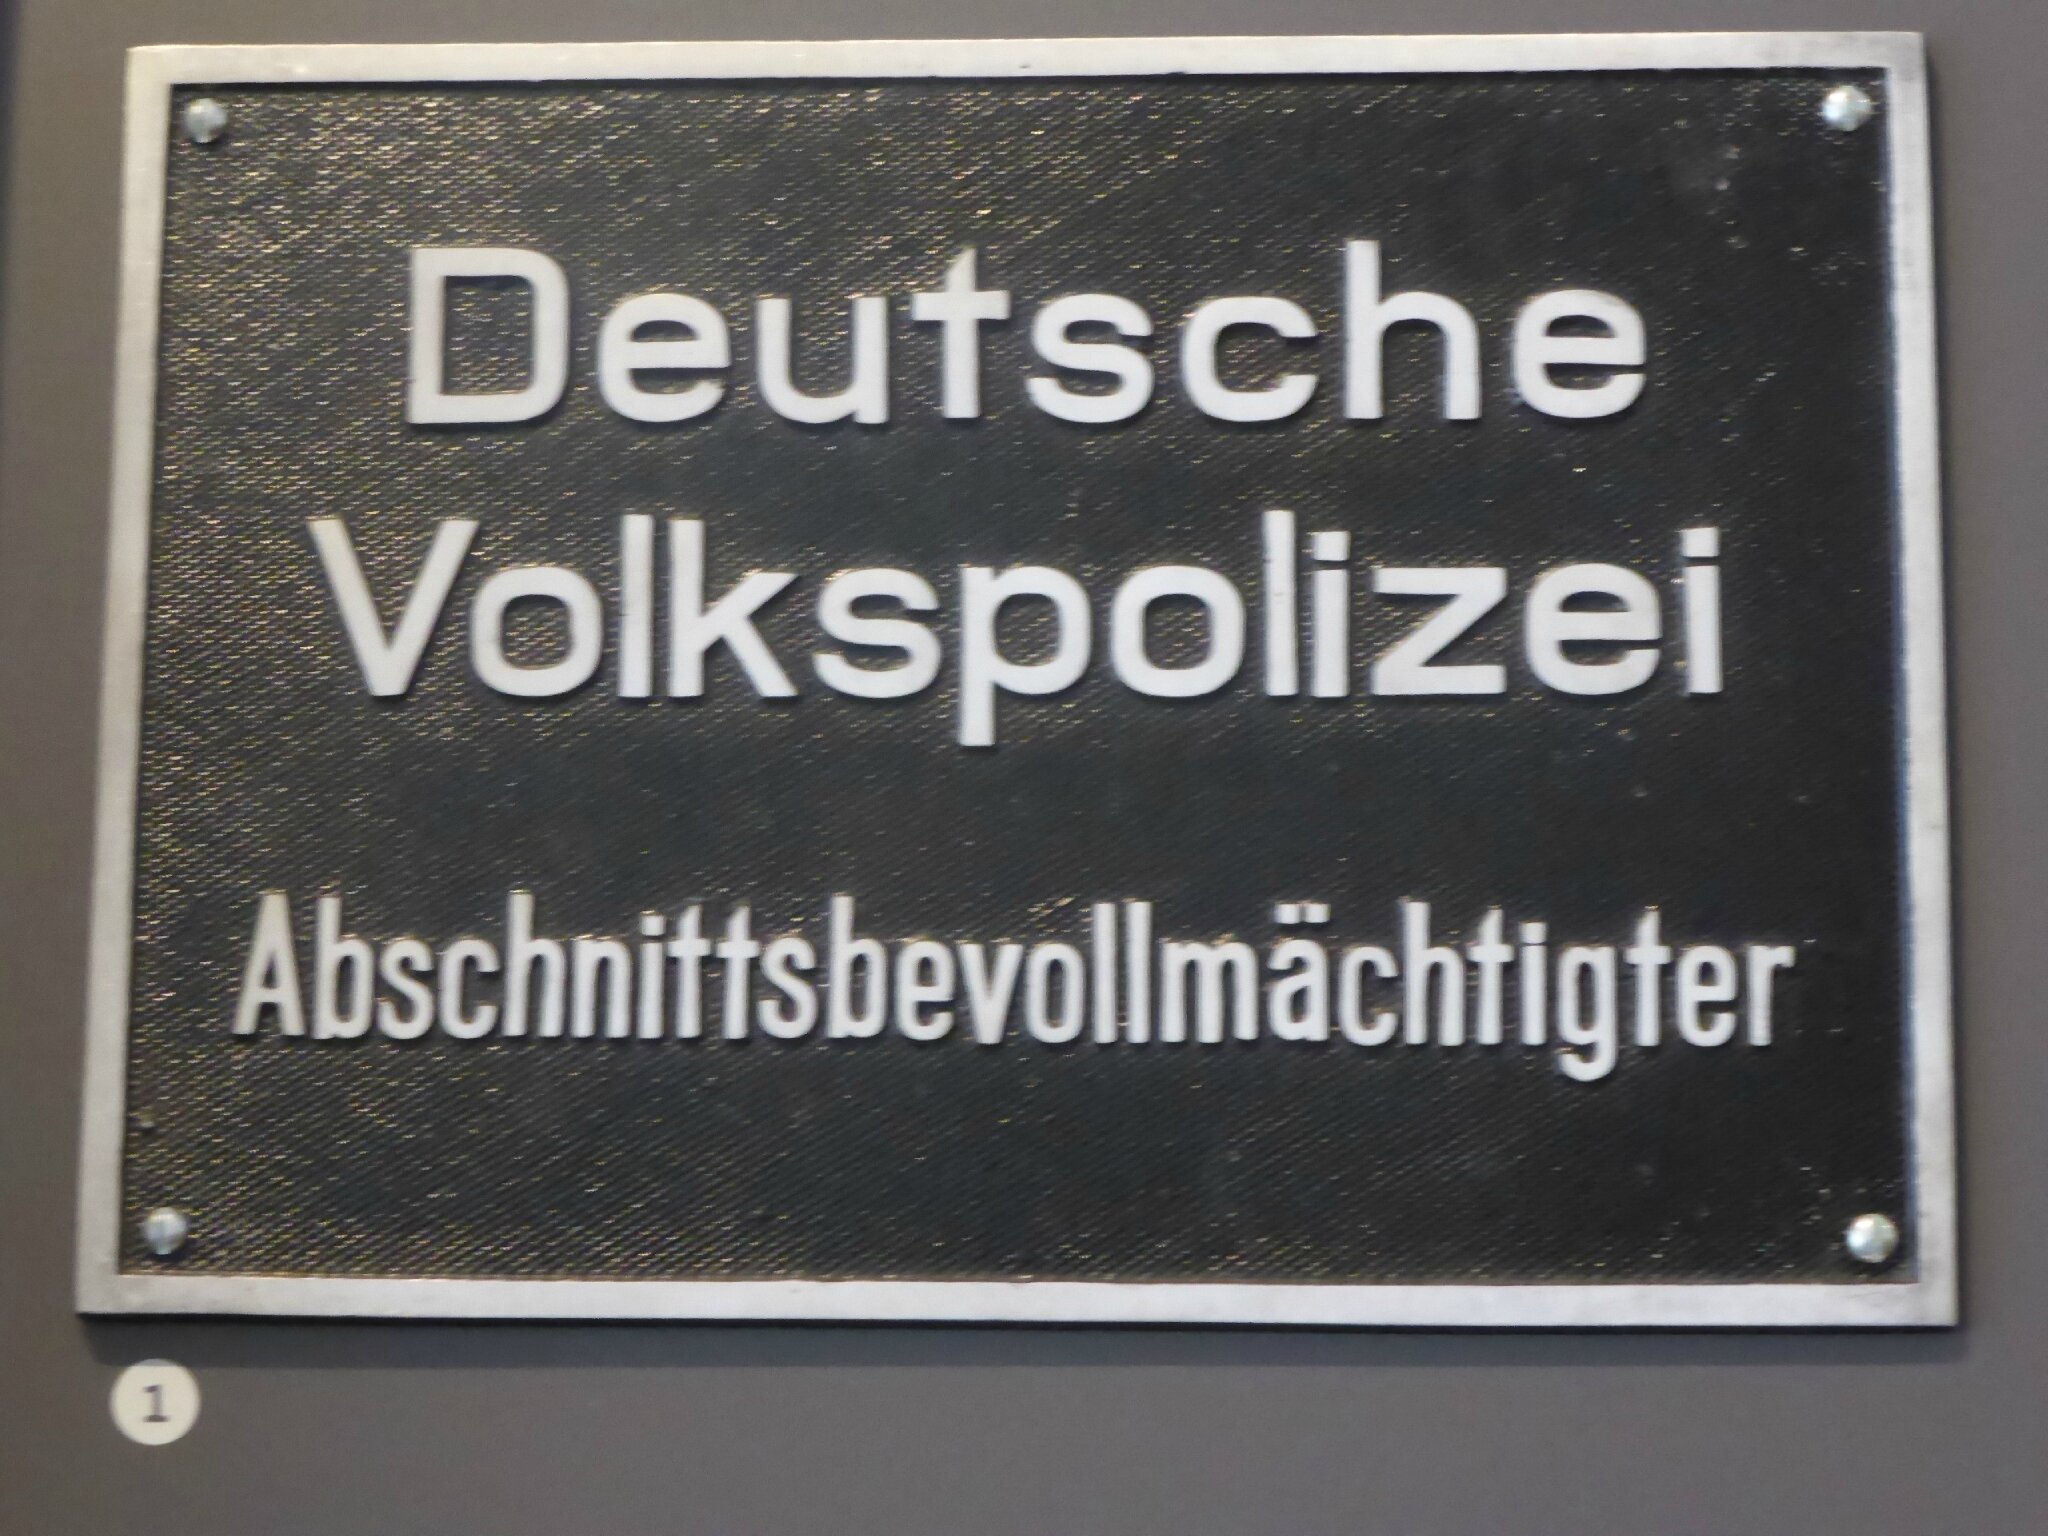 Deutsche
Volkspolizei
Abschnittsbevollmächtigter
1